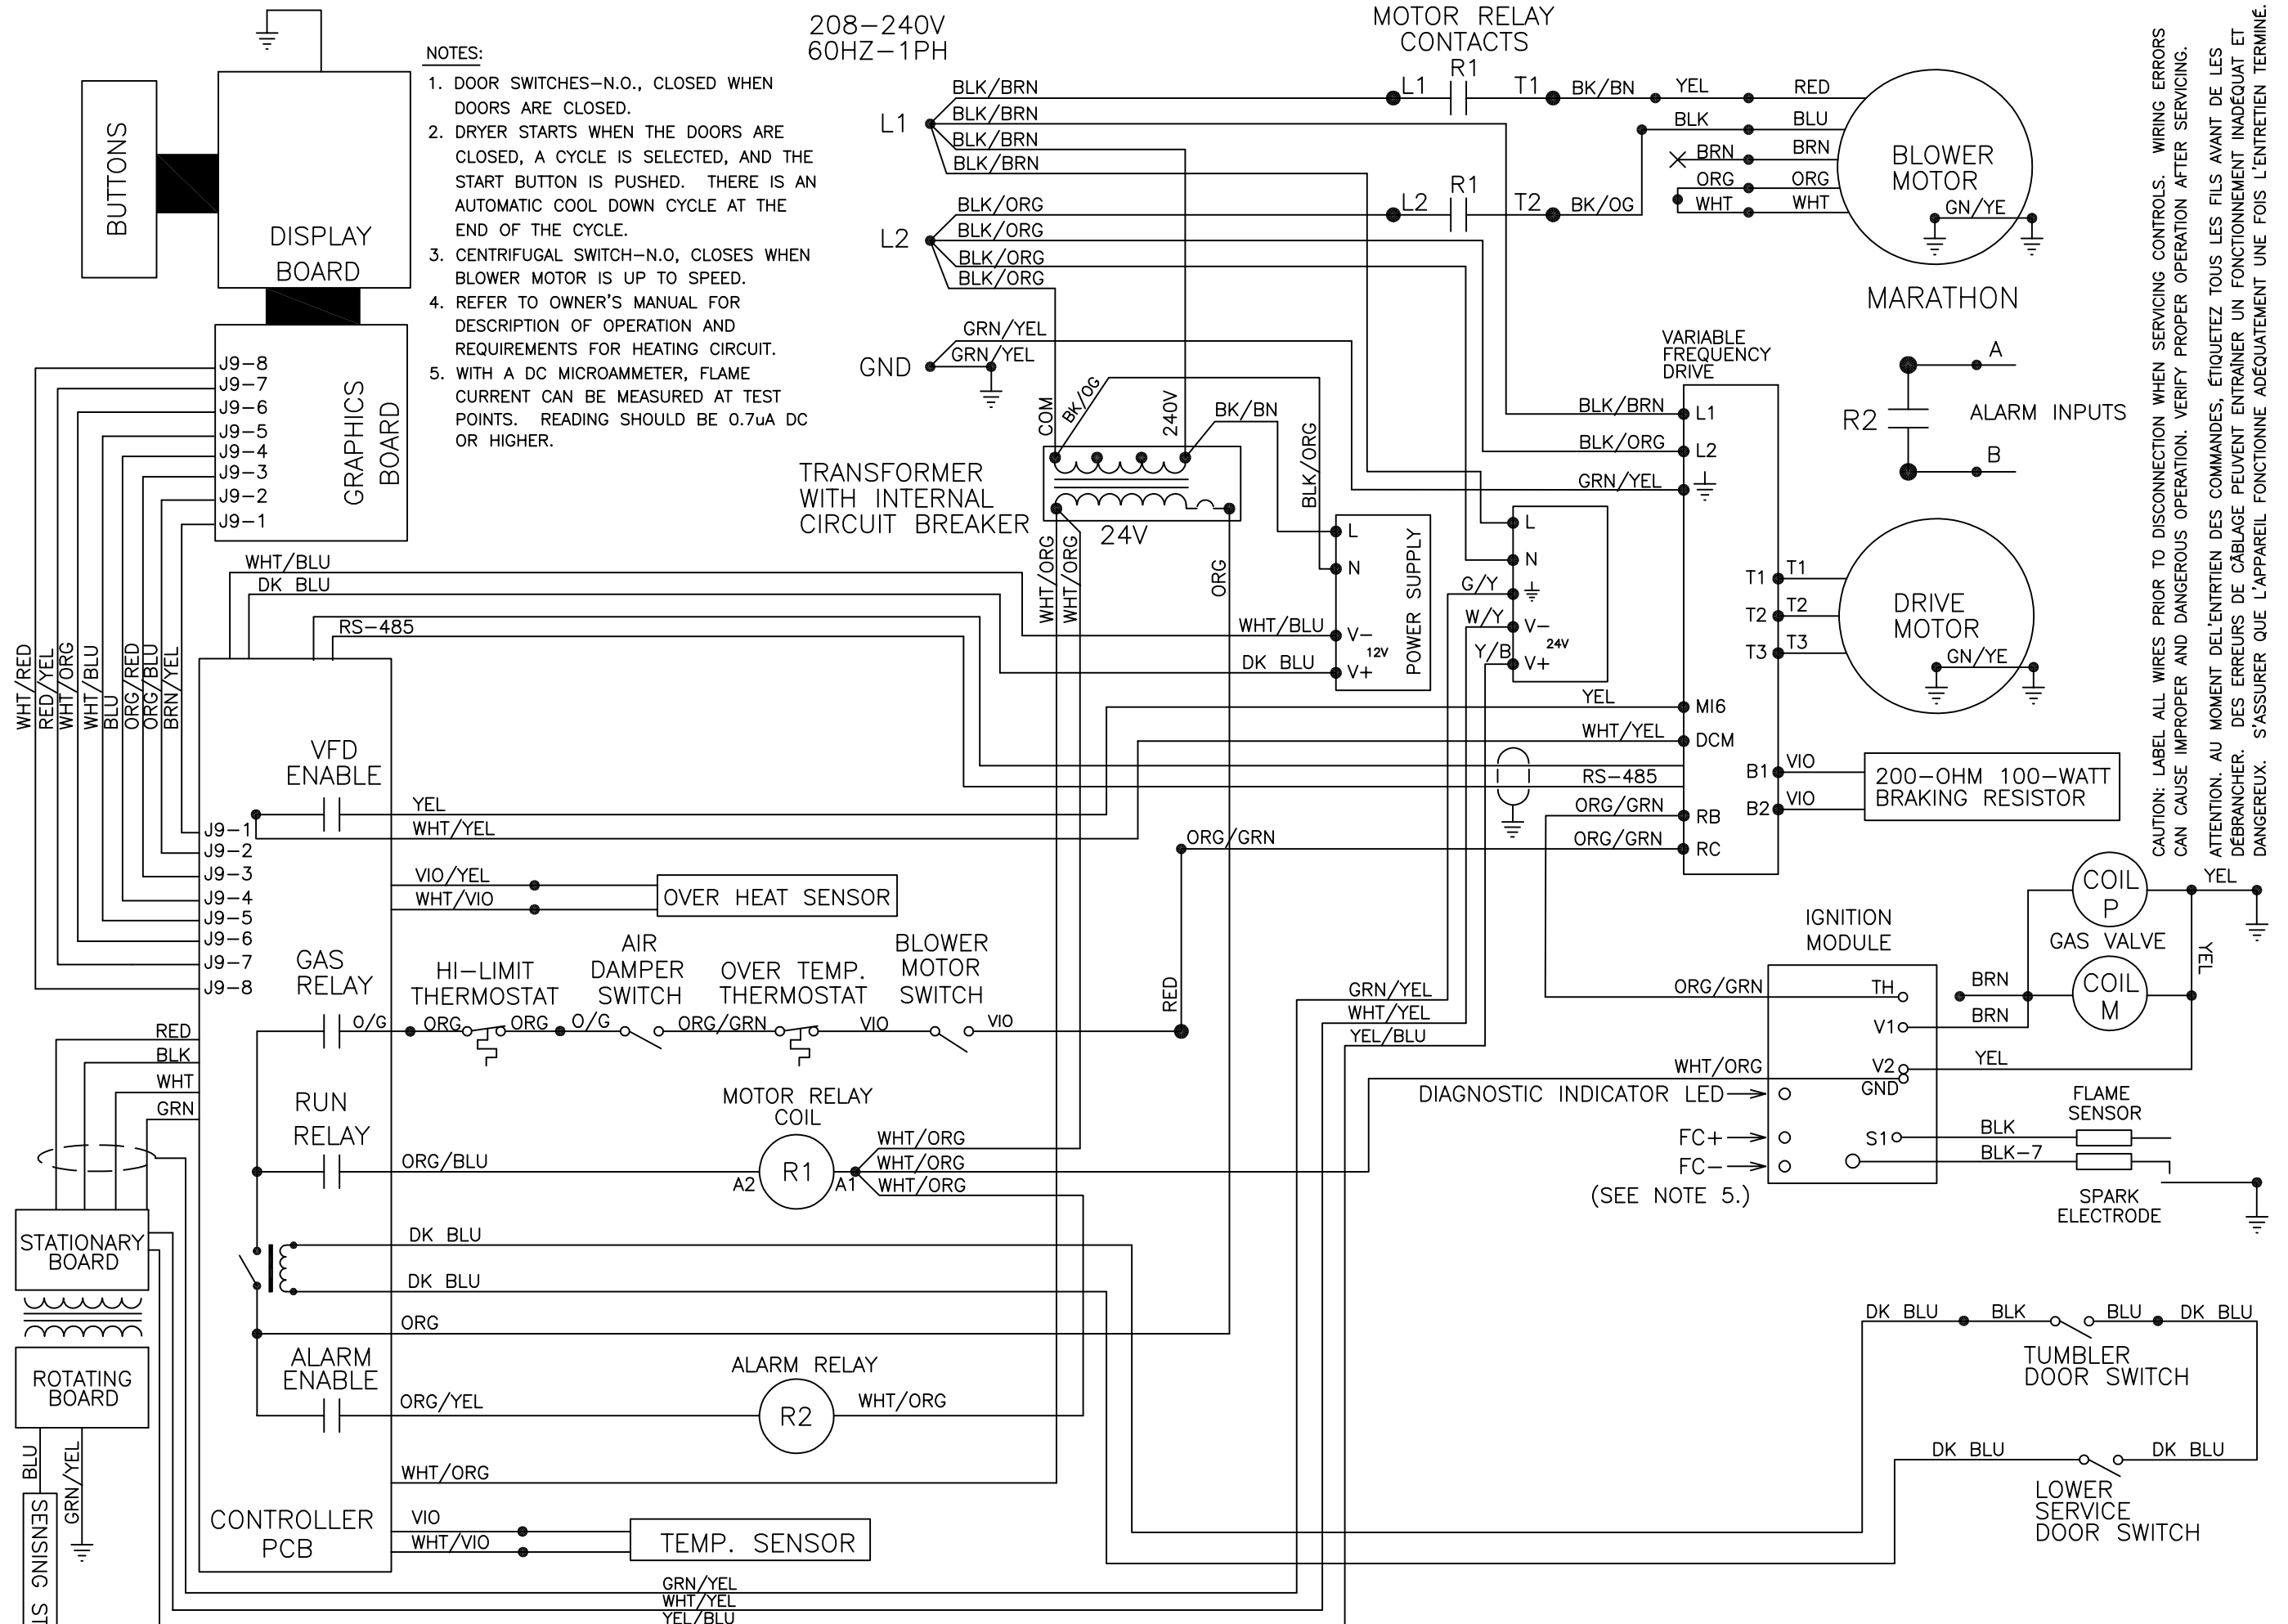 208-240V
60HZ-1PH
MOTOR RELAY
CONTACTS
NOTES:
1. DOOR SWITCHES-N.O., CLOSED WHEN
DOORS ARE CLOSED.
2. DRYER STARTS WHEN THE DOORS ARE
CLOSED, A CYCLE IS SELECTED, AND THE
START BUTTON IS PUSHED. THERE IS AN
AUTOMATIC COOL DOWN CYCLE AT THE
END OF THE CYCLE.
3. CENTRIFUGAL SWITCH-N.O, CLOSES WHEN
BLOWER MOTOR IS UP TO SPEED.
4. REFER TO OWNER'S MANUAL FOR
DESCRIPTION OF OPERATION AND
REQUIREMENTS FOR HEATING CIRCUIT.
5. WITH A DC MICROAMMETER, FLAME
CURRENT CAN BE MEASURED AT TEST
POINTS. READING SHOULD BE 0.7uA DC
OR HIGHER.
BUTTONS
DISPLAY
BOARD
GRAPHICS
BOARD
J9-8
J9-7
J9-6
J9-5
J9-4
J9-3
J9-2
J9-1
L1
BLK/BRN
BLK/BRN
BLK/BRN
BLK/BRN
L2
BLK/ORG
BLK/ORG
BLK/ORG
BLK/ORG
GND
GRN/YEL
GRN/YEL
L1 R1 T1 BK/BN YEL RED
BLK BLU
BRN BRN
ORG ORG
WHT WHT
L2 R1 T2 BK/OG
BLOWER
MOTOR
GN/YE
MARATHON
CAUTION: LABEL ALL WIRES PRIOR TO DISCONNECTION WHEN SERVICING CONTROLS. WIRING ERRORS
CAN CAUSE IMPROPER AND DANGEROUS OPERATION. VERIFY PROPER OPERATION AFTER SERVICING.
ATTENTION. AU MOMENT DEL'ENTRTIEN DES COMMANDES, ÉTIQUETEZ TOUS LES FILS AVANT DE LES
DÉBRANCHER. DES ERREURS DE CÂBLAGE PEUVENT ENTRAÎNER UN FONCTIONEMENT INADÉQUAT ET
DANGEREUX. S'ASSURER QUE L'APPAREIL FONCTIONNE ADÉQUATEMENT UNE FOIS L'ENTRETIEN TERMINÉ.
COM
BK/OG
240V
BK/BN
BLK/ORG
TRANSFORMER
WITH INTERNAL
CIRCUIT BREAKER
24V
WHT/ORG
WHT/ORG
ORG
POWER SUPPLY
L
N
WHT/BLU V-
12V
DK BLU V+
L
N
G/Y
W/Y V-
24V
Y/B V+
VARIABLE
FREQUENCY
DRIVE
BLK/BRN L1
BLK/ORG L2
GRN/YEL
T1 T1
T2 T2
T3 T3
YEL MI6
WHT/YEL DCM
RS-485
B1 VIO
B2 VIO
ORG/GRN RB
ORG/GRN RC
A
R2
ALARM INPUTS
B
DRIVE
MOTOR
GN/YE
200-OHM 100-WATT
BRAKING RESISTOR
WHT/BLU
DK BLU
RS-485
WHT/RED
RED/YEL
WHT/ORG
WHT/BLU
BLU
ORG/RED
ORG/BLU
BRN/YEL
VFD
ENABLE
YEL
WHT/YEL
J9-1
J9-2
J9-3
J9-4
J9-5
J9-6
J9-7
J9-8
VIO/YEL
WHT/VIO
OVER HEAT SENSOR
ORG/GRN
RED
GAS
RELAY
HI-LIMIT
THERMOSTAT
AIR
DAMPER
SWITCH
OVER TEMP.
THERMOSTAT
BLOWER
MOTOR
SWITCH
O/G ORG ORG O/G ORG/GRN VIO VIO
GRN/YEL
WHT/YEL
YEL/BLU
RED
BLK
WHT
GRN
RUN
RELAY
MOTOR RELAY
COIL
ORG/BLU
A2 R1 A1
WHT/ORG
WHT/ORG
WHT/ORG
IGNITION
MODULE
ORG/GRN TH
V1
WHT/ORG V2
GND
DIAGNOSTIC INDICATOR LED
FC+
S1
FC-
(SEE NOTE 5.)
COIL
P
GAS VALVE
COIL
M
YEL
YEL
BRN
BRN
YEL
FLAME
SENSOR
BLK
BLK-7
SPARK
ELECTRODE
STATIONARY
BOARD
ROTATING
BOARD
BLU
GRN/YEL
SENSING ST
DK BLU
DK BLU
ORG
ALARM
ENABLE
ALARM RELAY
ORG/YEL
R2
WHT/ORG
WHT/ORG
CONTROLLER
PCB
VIO
WHT/VIO
TEMP. SENSOR
DK BLU BLK BLU DK BLU
TUMBLER
DOOR SWITCH
DK BLU DK BLU
LOWER
SERVICE
DOOR SWITCH
GRN/YEL
WHT/YEL
YEL/BLU